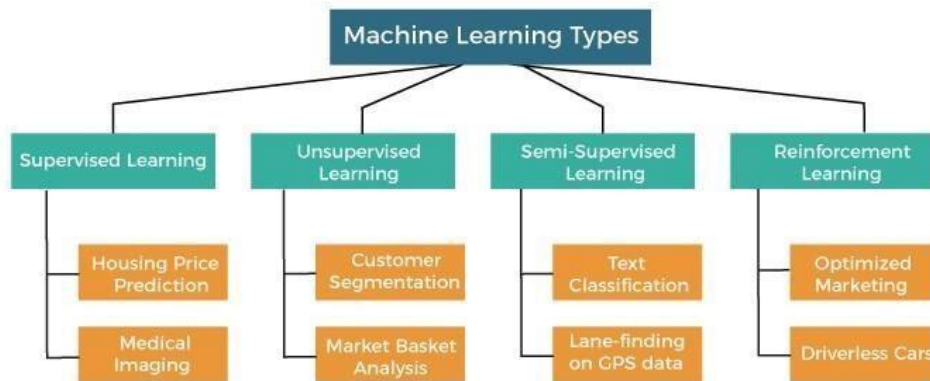 Machine Learning Types
Supervised Learning
Unsupervised
Learning
Semi-Supervised
Learning
Reinforcement
Learning
Housing Price
Prediction
Customer
Segmentation
Text
Classification
Optimized
Marketing
Medical
Imaging
Market Basket
Analysis
Lane-finding
on GPS data
Driverless Cars